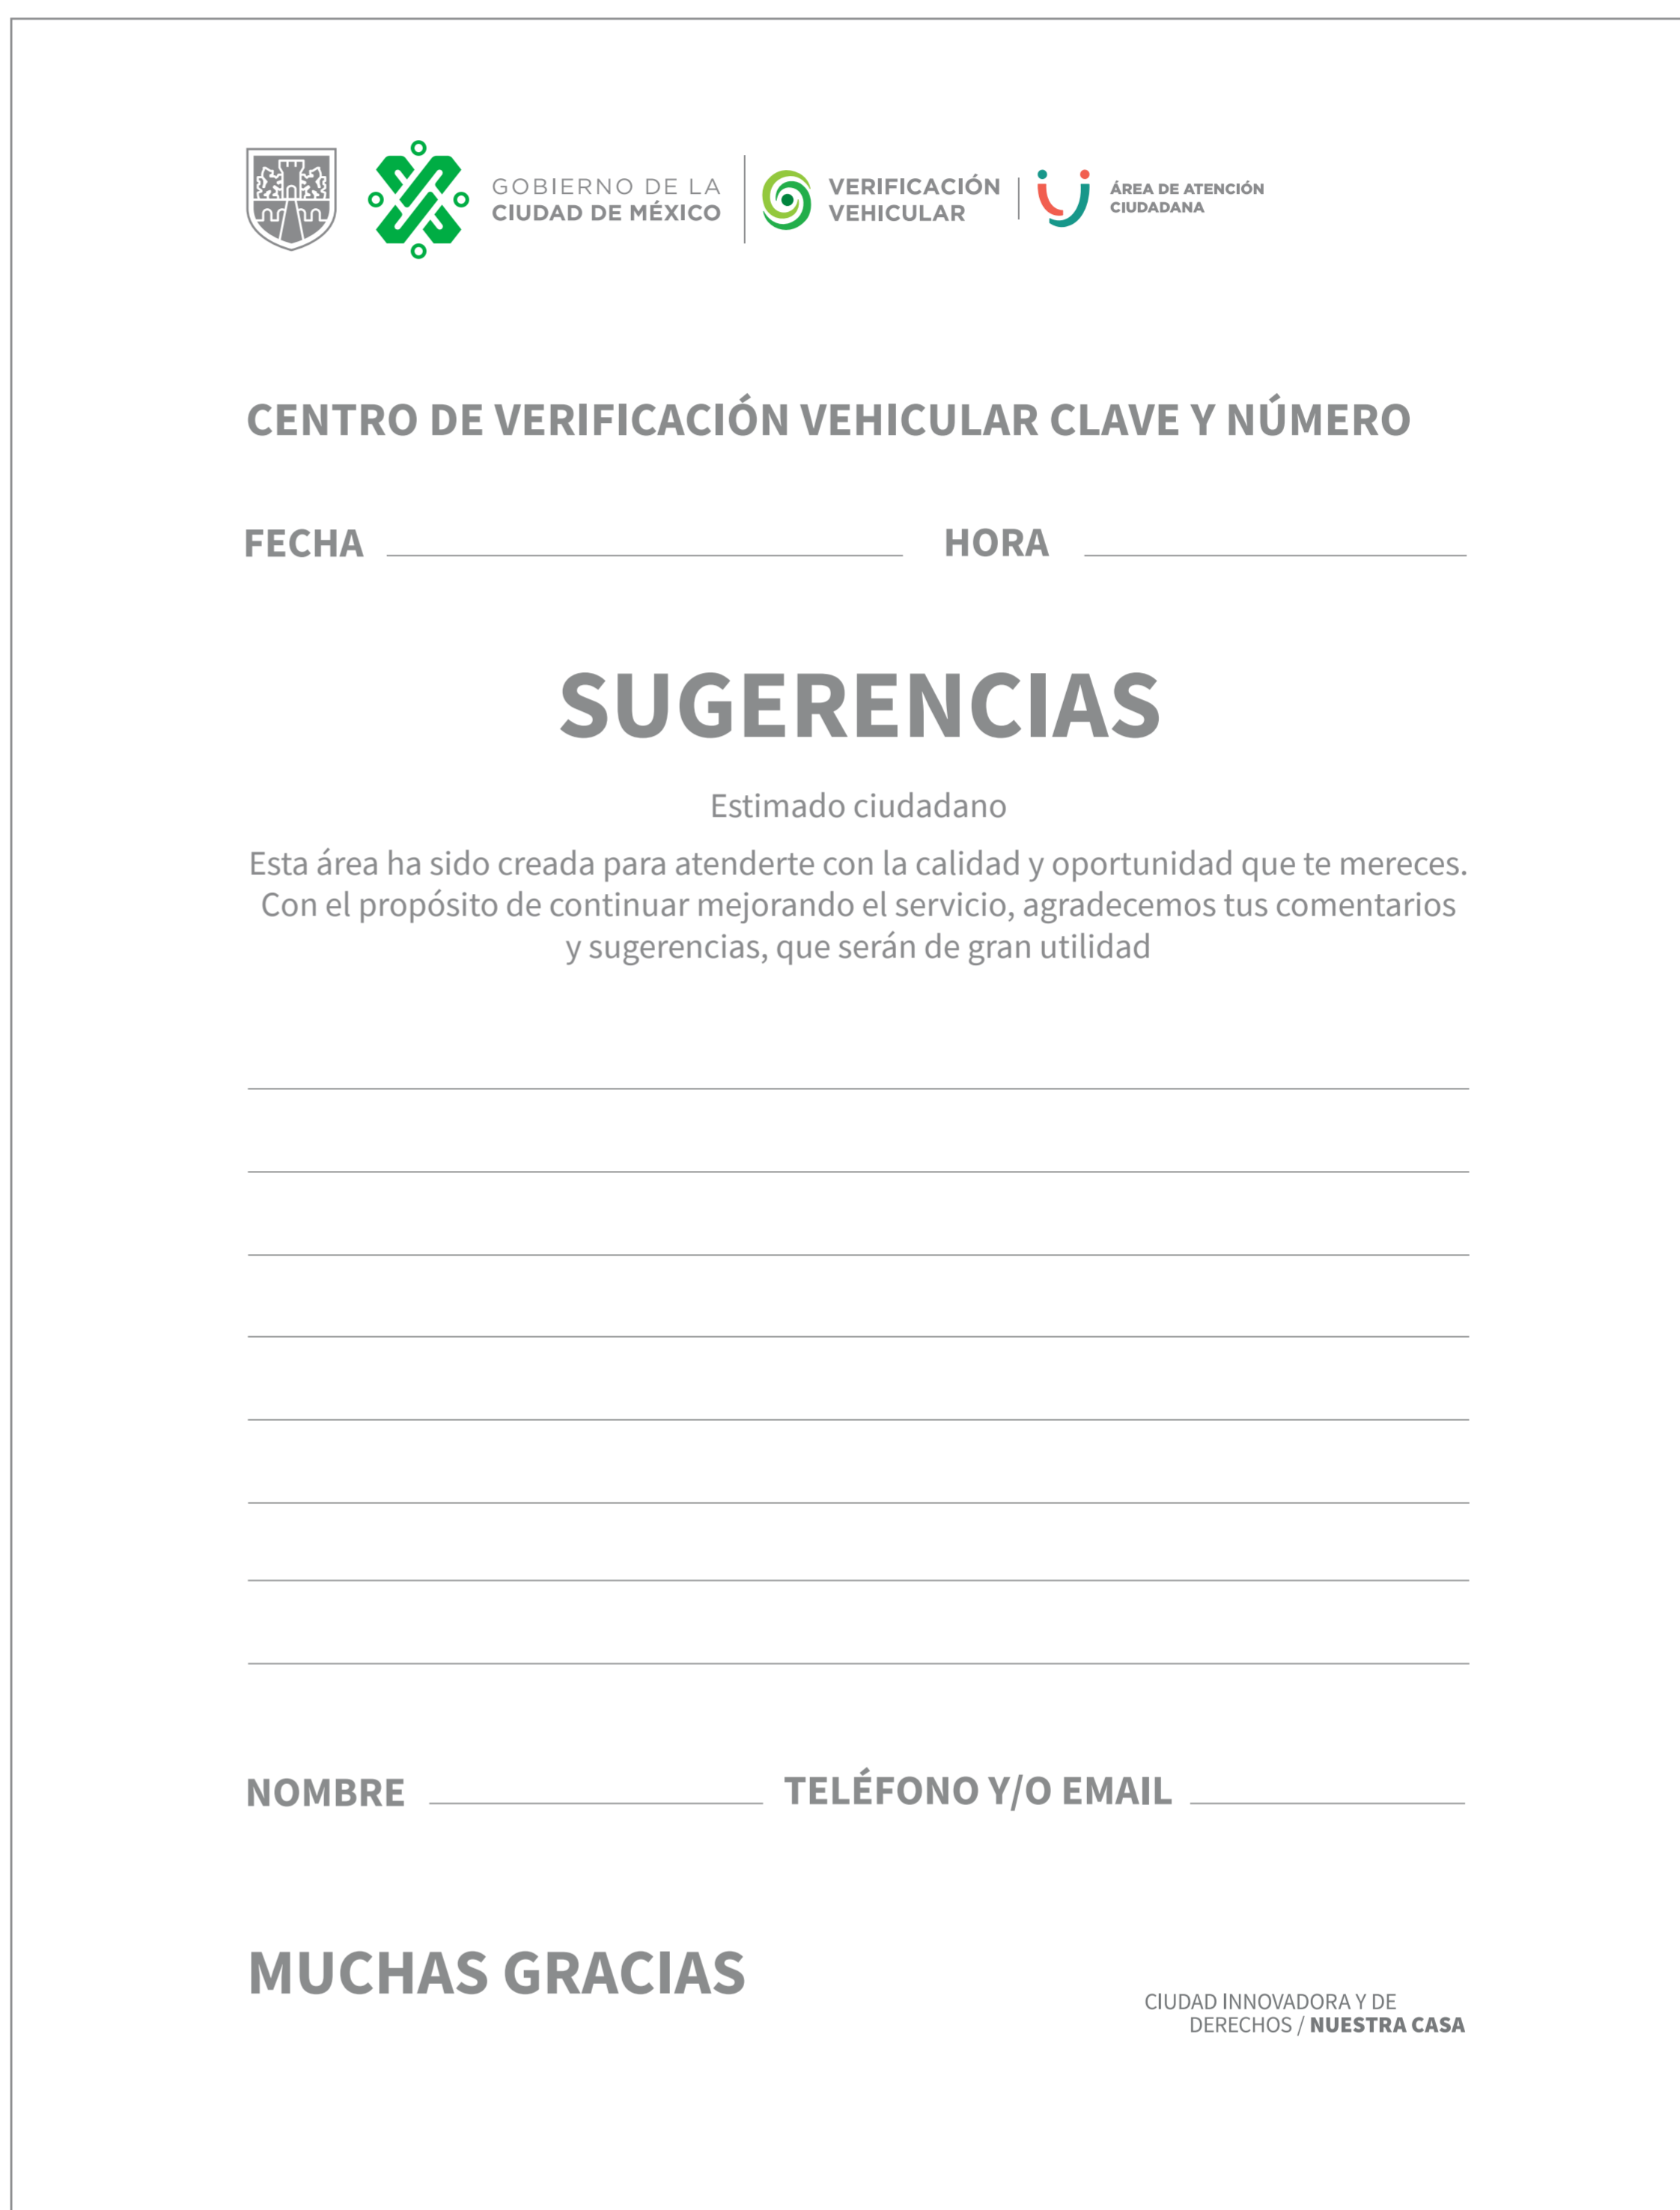 GOBIERNO DE LA
CIUDAD DE MÉXICO
VERIFICACIÓN
VEHICULAR
ÁREA DE ATENCIÓN
CIUDADANA
CENTRO DE VERIFICACIÓN VEHICULAR CLAVE Y NÚMERO
FECHA HORA
SUGERENCIAS
Estimado ciudadano
Esta área ha sido creada para atenderte con la calidad y oportunidad que te mereces.
Con el propósito de continuar mejorando el servicio, agradecemos tus comentarios
y sugerencias, que serán de gran utilidad
NOMBRE TELÉFONO Y/O EMAIL
MUCHAS GRACIAS
CIUDAD INNOVADORA Y DE
DERECHOS / NUESTRA CASA